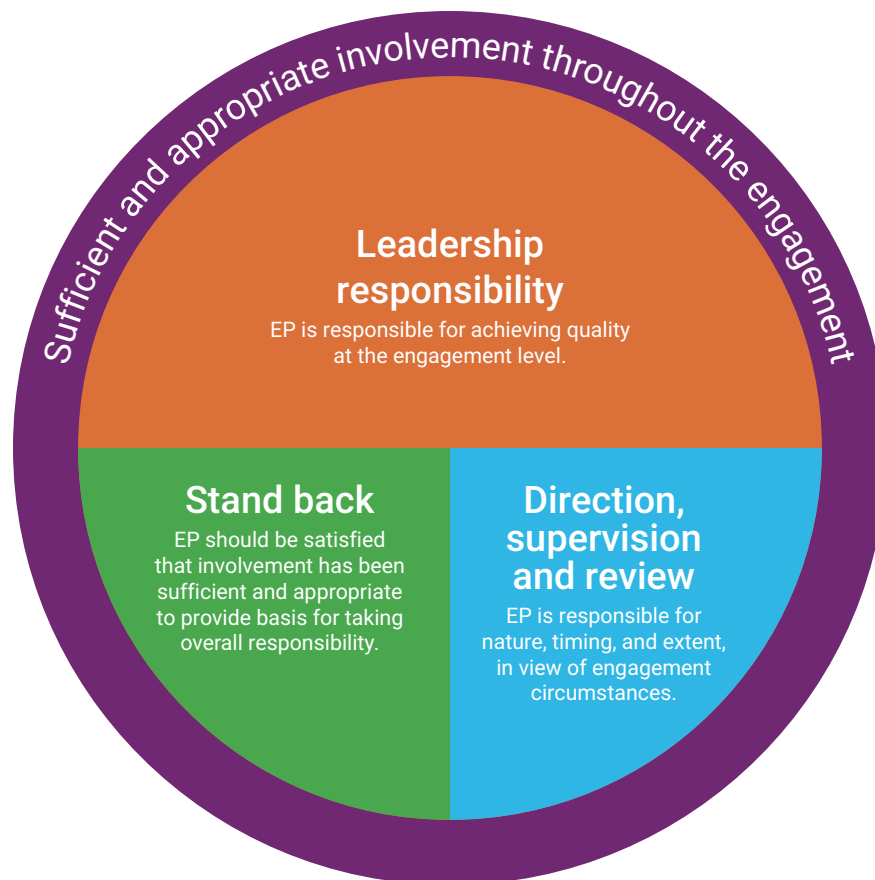 Sufficient and appropriate involvement throughout the engagement
Leadership
responsibility
EP is responsible for achieving quality
at the engagement level.
Stand back
EP should be satisfied
that involvement has been
sufficient and appropriate
to provide basis for taking
overall responsibility.
Direction,
supervision
and review
EP is responsible for
nature, timing, and extent,
in view of engagement
circumstances.